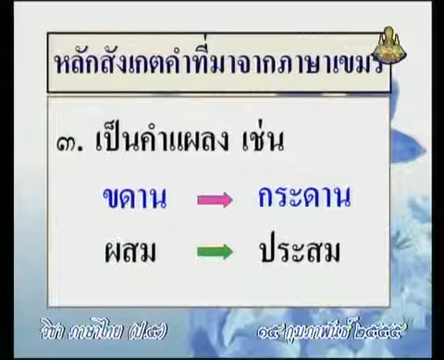 หลักสังเกตคำที่มาจากภาษาเขมร
๓. เป็นคำแผลง เช่น
ขดาน → กระดาน
ผสม → ประสม
วิชา ภาษาไทย (ป.๕) ๑๕ กุมภาพันธ์ ๒๕๕๕